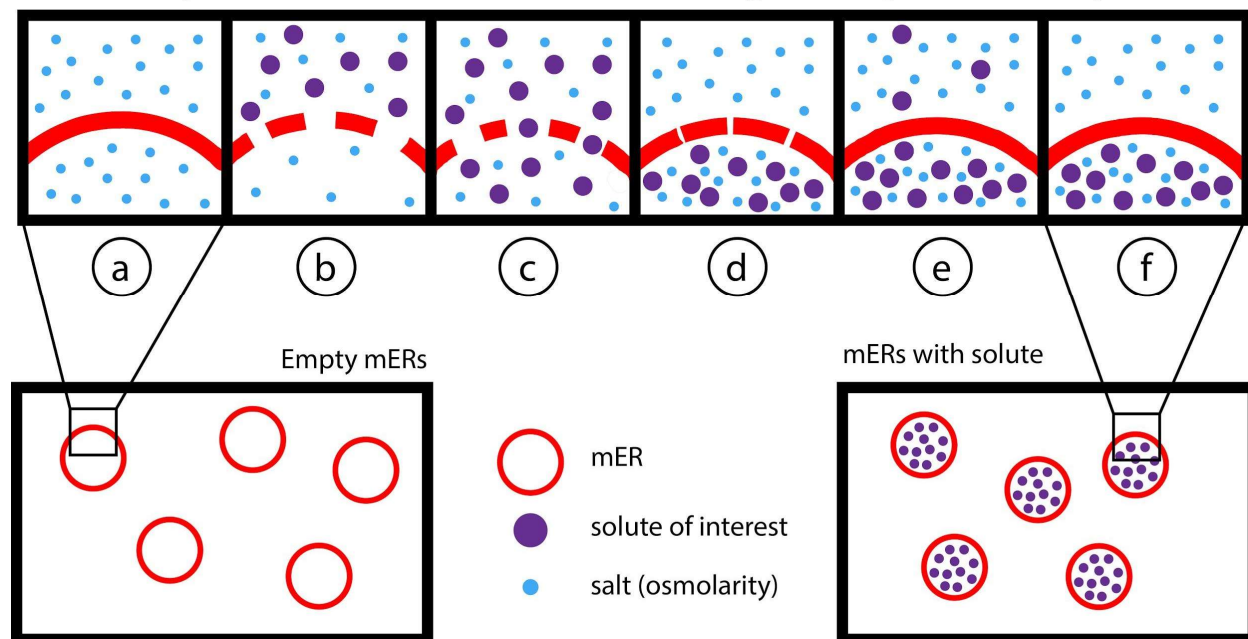 a
b
c
d
e
f
Empty mERs
mERs with solute
mER
solute of interest
salt (osmolarity)